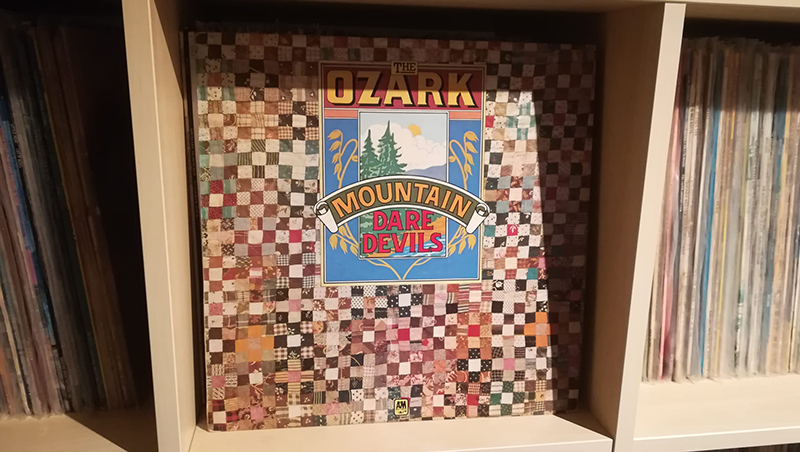 THE
OZARK
MOUNTAIN
DARE
DEVILS
A&M